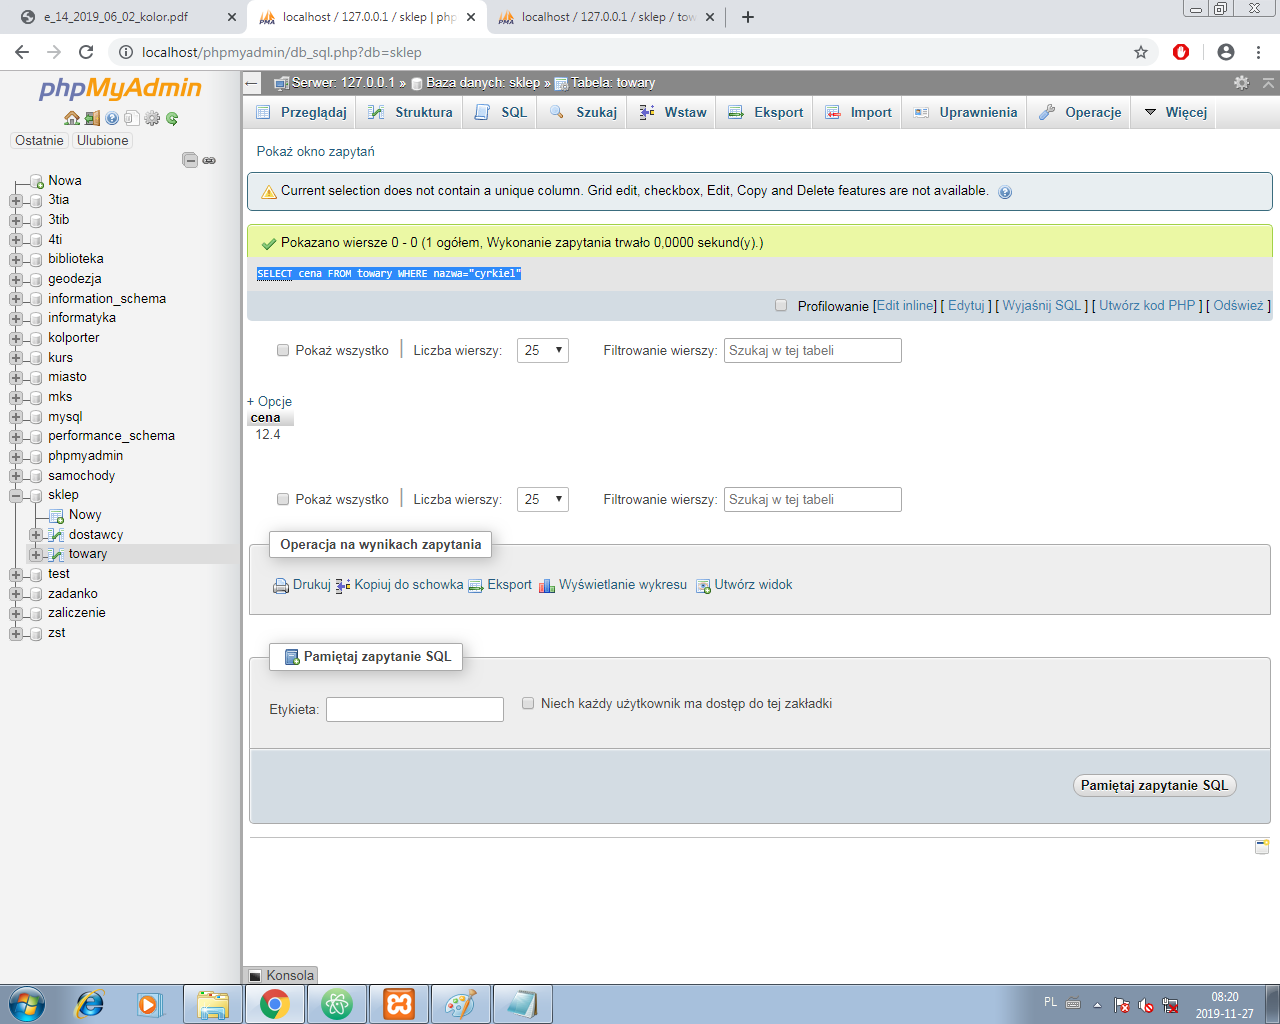 e_14_2019_06_02_kolor.pdf
localhost / 127.0.0.1 / sklep | php
localhost / 127.0.0.1 / sklep / tow
localhost/phpmyadmin/db_sql.php?db=sklep
phpMyAdmin
Ostatnie Ulubione
Nowa
3tia
3tib
4ti
biblioteka
geodezja
information_schema
informatyka
kolporter
kurs
miasto
mks
mysql
performance_schema
phpmyadmin
samochody
sklep
Nowy
dostawcy
towary
test
zadanko
zaliczenie
zst
Serwer: 127.0.0.1 » Baza danych: sklep » Tabela: towary
Przeglądaj Struktura SQL Szukaj Wstaw Eksport Import Uprawnienia Operacje Więcej
Pokaż okno zapytań
Current selection does not contain a unique column. Grid edit, checkbox, Edit, Copy and Delete features are not available.
Pokazano wiersze 0 - 0 (1 ogółem, Wykonanie zapytania trwało 0,0000 sekund(y).)
SELECT cena FROM towary WHERE nazwa="cyrkiel"
Profilowanie [Edit inline] [ Edytuj ] [ Wyjaśnij SQL ] [ Utwórz kod PHP ] [ Odśwież ]
Pokaż wszystko | Liczba wierszy: 25 Filtrowanie wierszy: Szukaj w tej tabeli
+ Opcje
cena
12.4
Pokaż wszystko | Liczba wierszy: 25 Filtrowanie wierszy: Szukaj w tej tabeli
Operacja na wynikach zapytania
Drukuj Kopiuj do schowka Eksport Wyświetlanie wykresu Utwórz widok
Pamiętaj zapytanie SQL
Etykieta: Niech każdy użytkownik ma dostęp do tej zakładki
Pamiętaj zapytanie SQL
Konsola
PL 08:20
2019-11-27